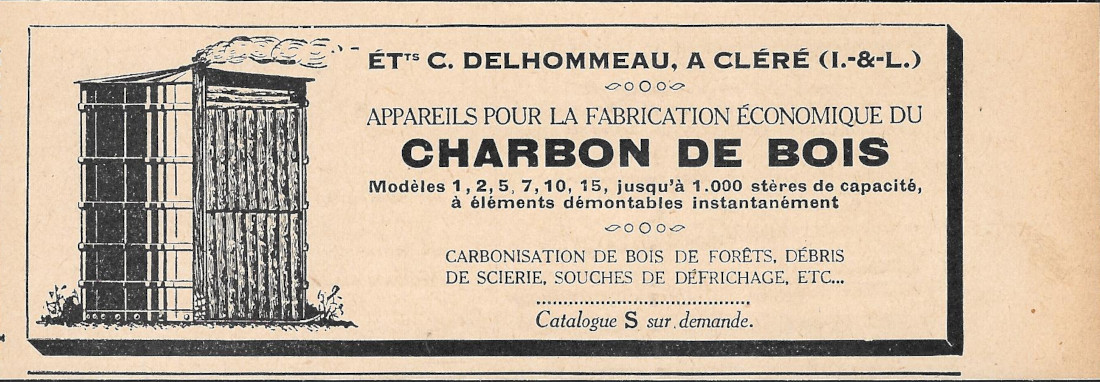 ÉTTS C. DELHOMMEAU, A CLÉRÉ (I.-&-L.)
APPAREILS POUR LA FABRICATION ÉCONOMIQUE DU
CHARBON DE BOIS
Modèles 1, 2, 5, 7, 10, 15, jusqu'à 1.000 stères de capacité,
à éléments démontables instantanément
CARBONISATION DE BOIS DE FORÊTS, DÉBRIS
DE SCIERIE, SOUCHES DE DÉFRICHAGE, ETC...
Catalogue S sur demande.